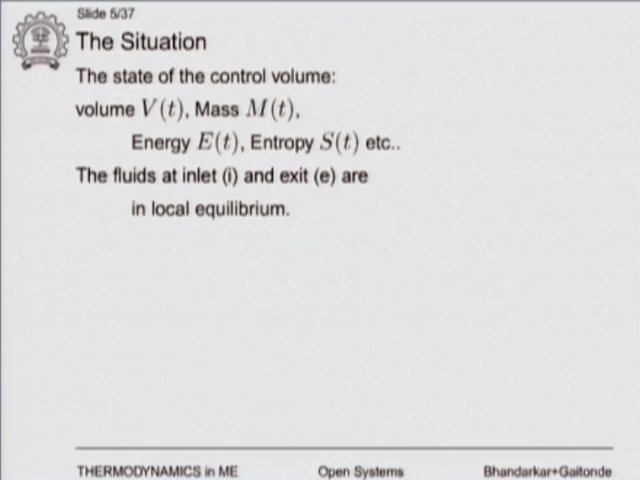 Slide 5/37
The Situation
The state of the control volume:
volume V(t), Mass M(t),
Energy E(t), Entropy S(t) etc..
The fluids at inlet (i) and exit (e) are
in local equilibrium.
THERMODYNAMICS in ME Open Systems Bhandarkar+Gaitonde